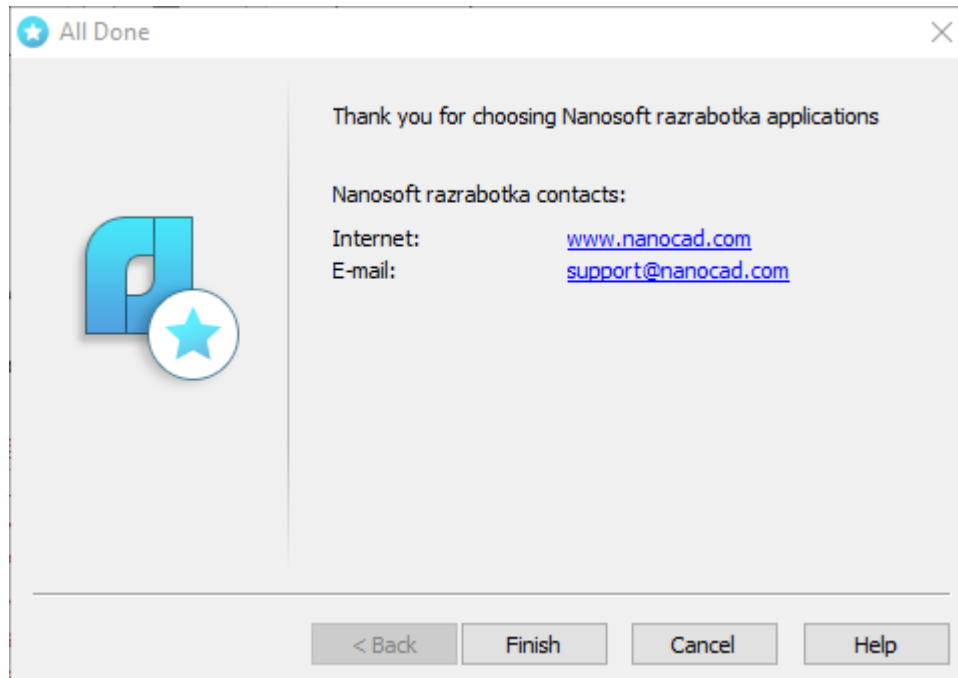 All Done
Thank you for choosing Nanosoft razrabotka applications
Nanosoft razrabotka contacts:
Internet: www.nanocad.com
E-mail: support@nanocad.com
< Back Finish Cancel Help